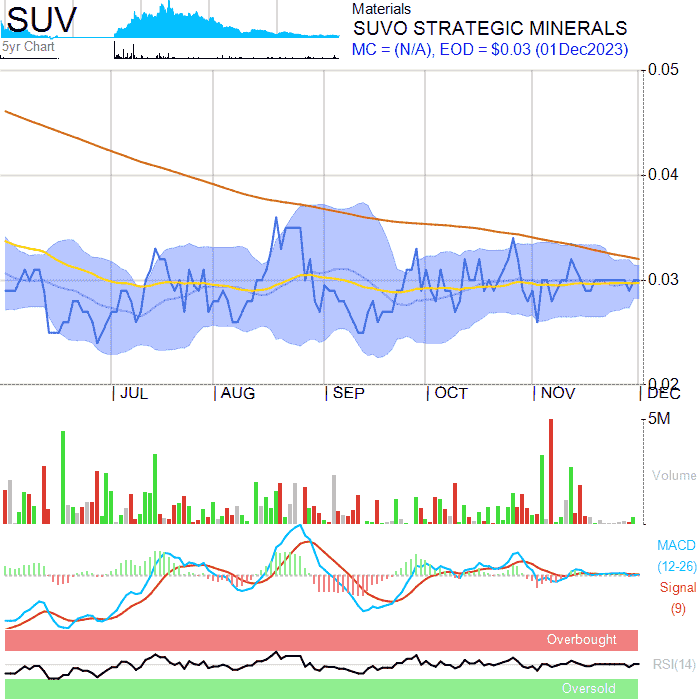 SUV
5yr Chart
Materials
SUVO STRATEGIC MINERALS
MC = (N/A), EOD = $0.03 (01Dec2023)
0.05
0.04
0.03
0.02
JUL AUG SEP OCT NOV DEC
5M
Volume
MACD
(12-26)
Signal
(9)
Overbought
RSI(14)
Oversold